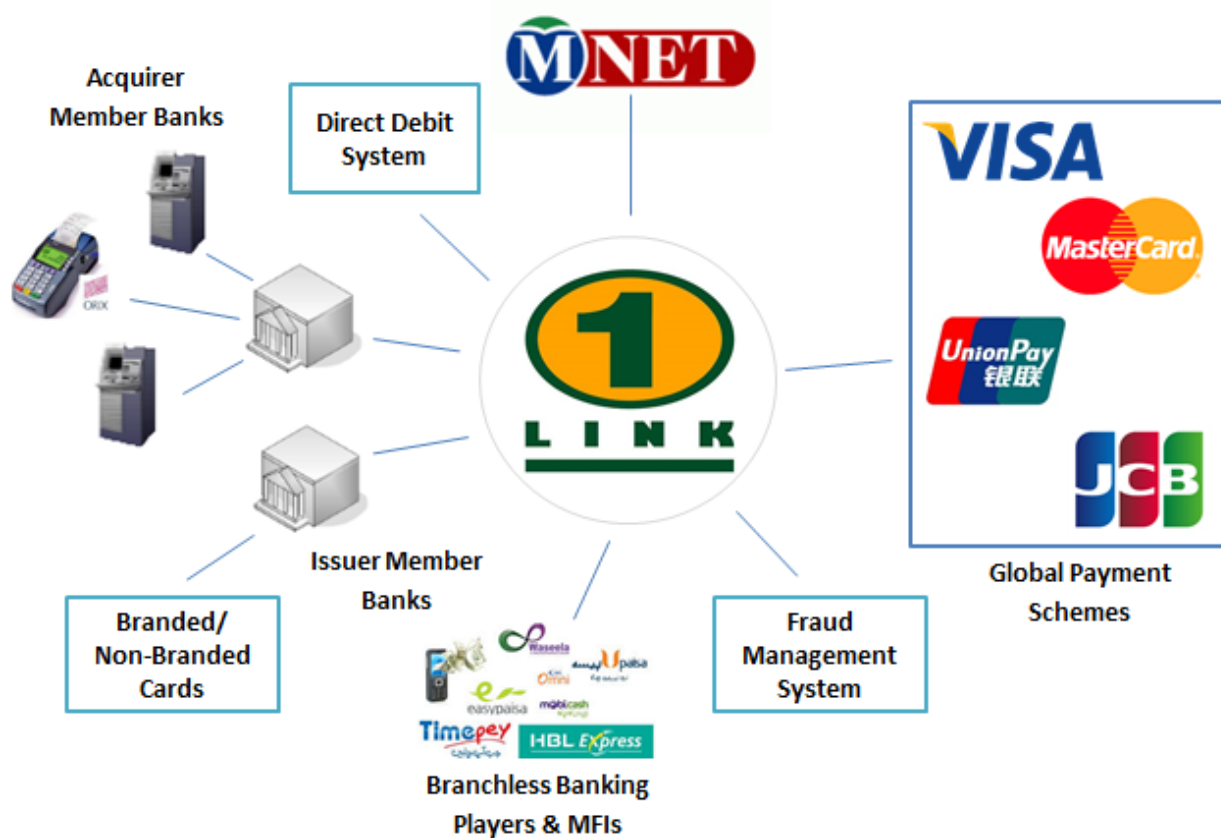 MNET
Acquirer
Member Banks
Direct Debit
System
VISA
MasterCard
ORIX
UnionPay
银联
1
LINK
JCB
Issuer Member
Banks
Global Payment
Schemes
Branded/
Non-Branded
Cards
Waseela
Upaisa
Omni
easypaisa
mobicash
Timepey
HBL Express
Fraud
Management
System
Branchless Banking
Players & MFIs